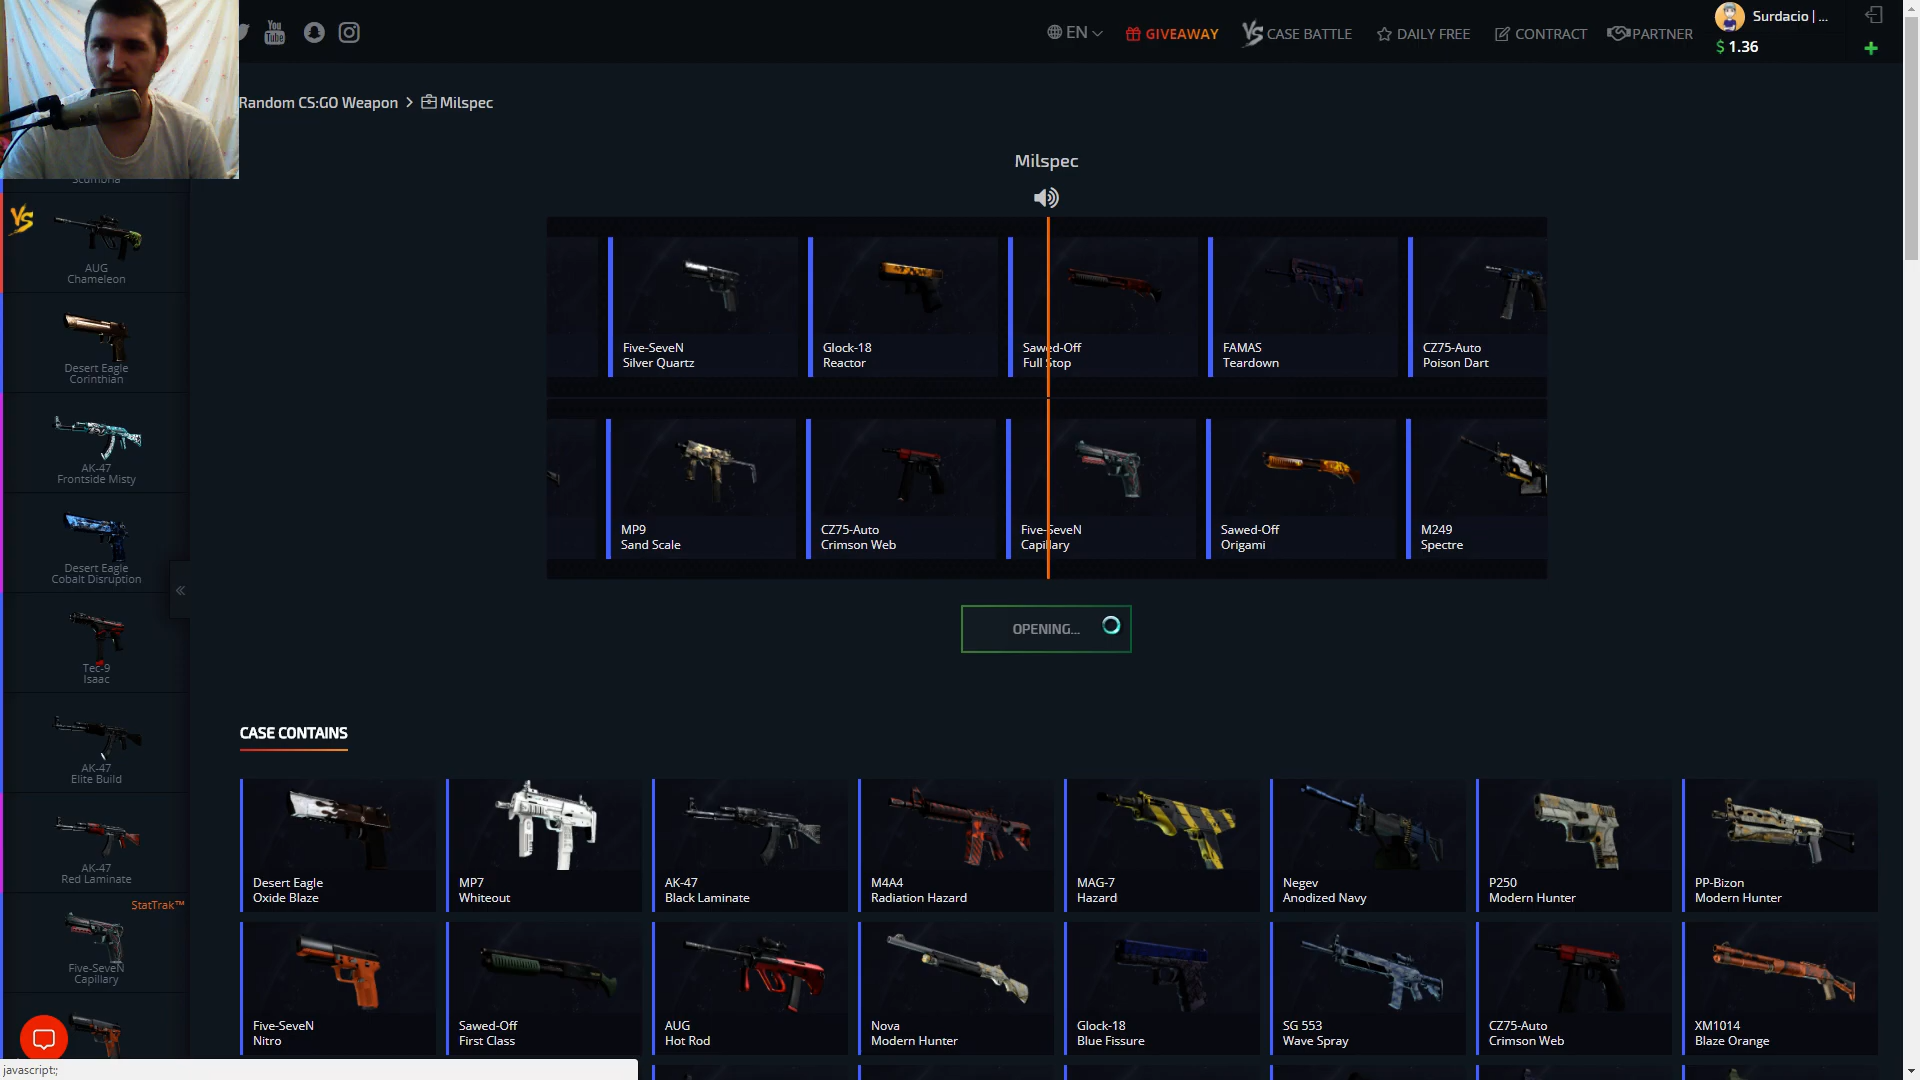 You
Tube
EN
GIVEAWAY
VS CASE BATTLE
DAILY FREE
CONTRACT
PARTNER
Surdacio | ...
$ 1.36
Random CS:GO Weapon > Milspec
Milspec
Scumbria
VS
AUG
Chameleon
Desert Eagle
Corinthian
AK-47
Frontside Misty
Desert Eagle
Cobalt Disruption
Tec-9
Isaac
AK-47
Elite Build
AK-47
Red Laminate
StatTrak™
Five-SeveN
Capillary
Five-SeveN
Silver Quartz
Glock-18
Reactor
Sawed-Off
Full Stop
FAMAS
Teardown
CZ75-Auto
Poison Dart
MP9
Sand Scale
CZ75-Auto
Crimson Web
Five-SeveN
Capillary
Sawed-Off
Origami
M249
Spectre
OPENING...
CASE CONTAINS
Desert Eagle
Oxide Blaze
MP7
Whiteout
AK-47
Black Laminate
M4A4
Radiation Hazard
MAG-7
Hazard
Negev
Anodized Navy
P250
Modern Hunter
PP-Bizon
Modern Hunter
Five-SeveN
Nitro
Sawed-Off
First Class
AUG
Hot Rod
Nova
Modern Hunter
Glock-18
Blue Fissure
SG 553
Wave Spray
CZ75-Auto
Crimson Web
XM1014
Blaze Orange
javascript:;